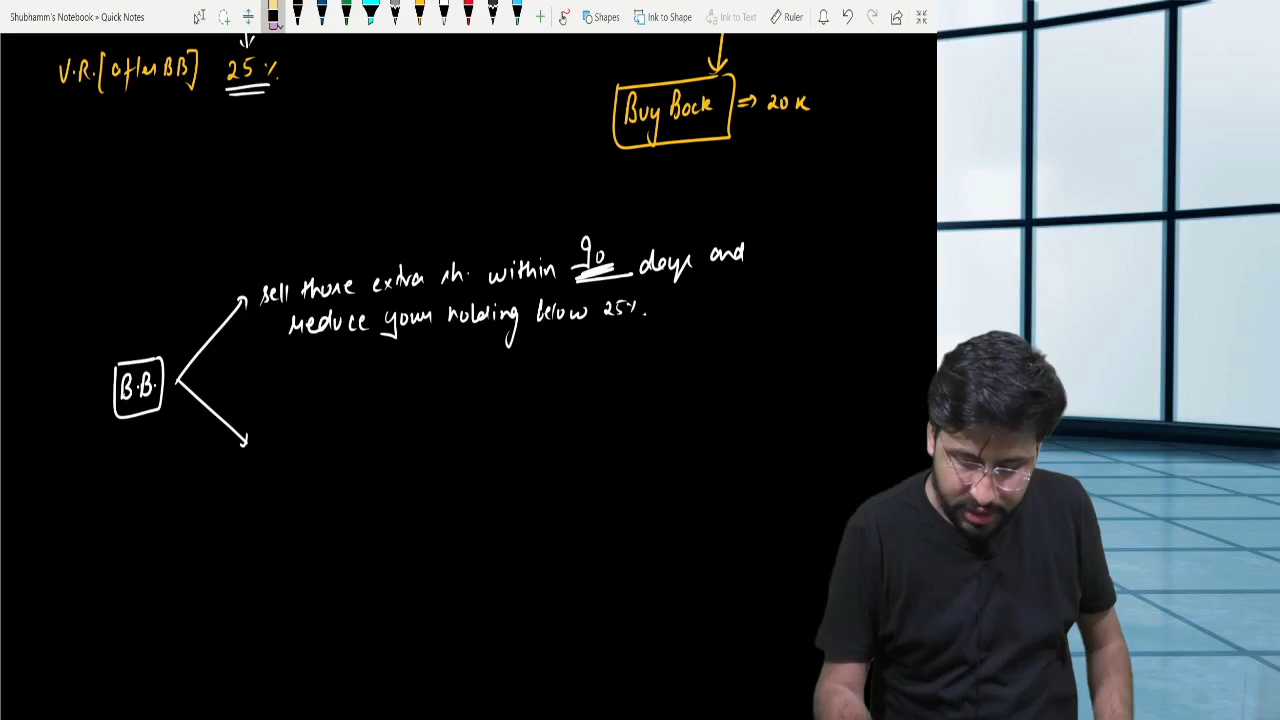 Shubhamm's Notebook » Quick Notes
Shapes Ink to Shape Ink to Text Ruler
V.R. [after BB] 25%
Buy Back ⇒ 20 K
sell those extra sh. within 90 days and
reduce your holding below 25%.
B.B.